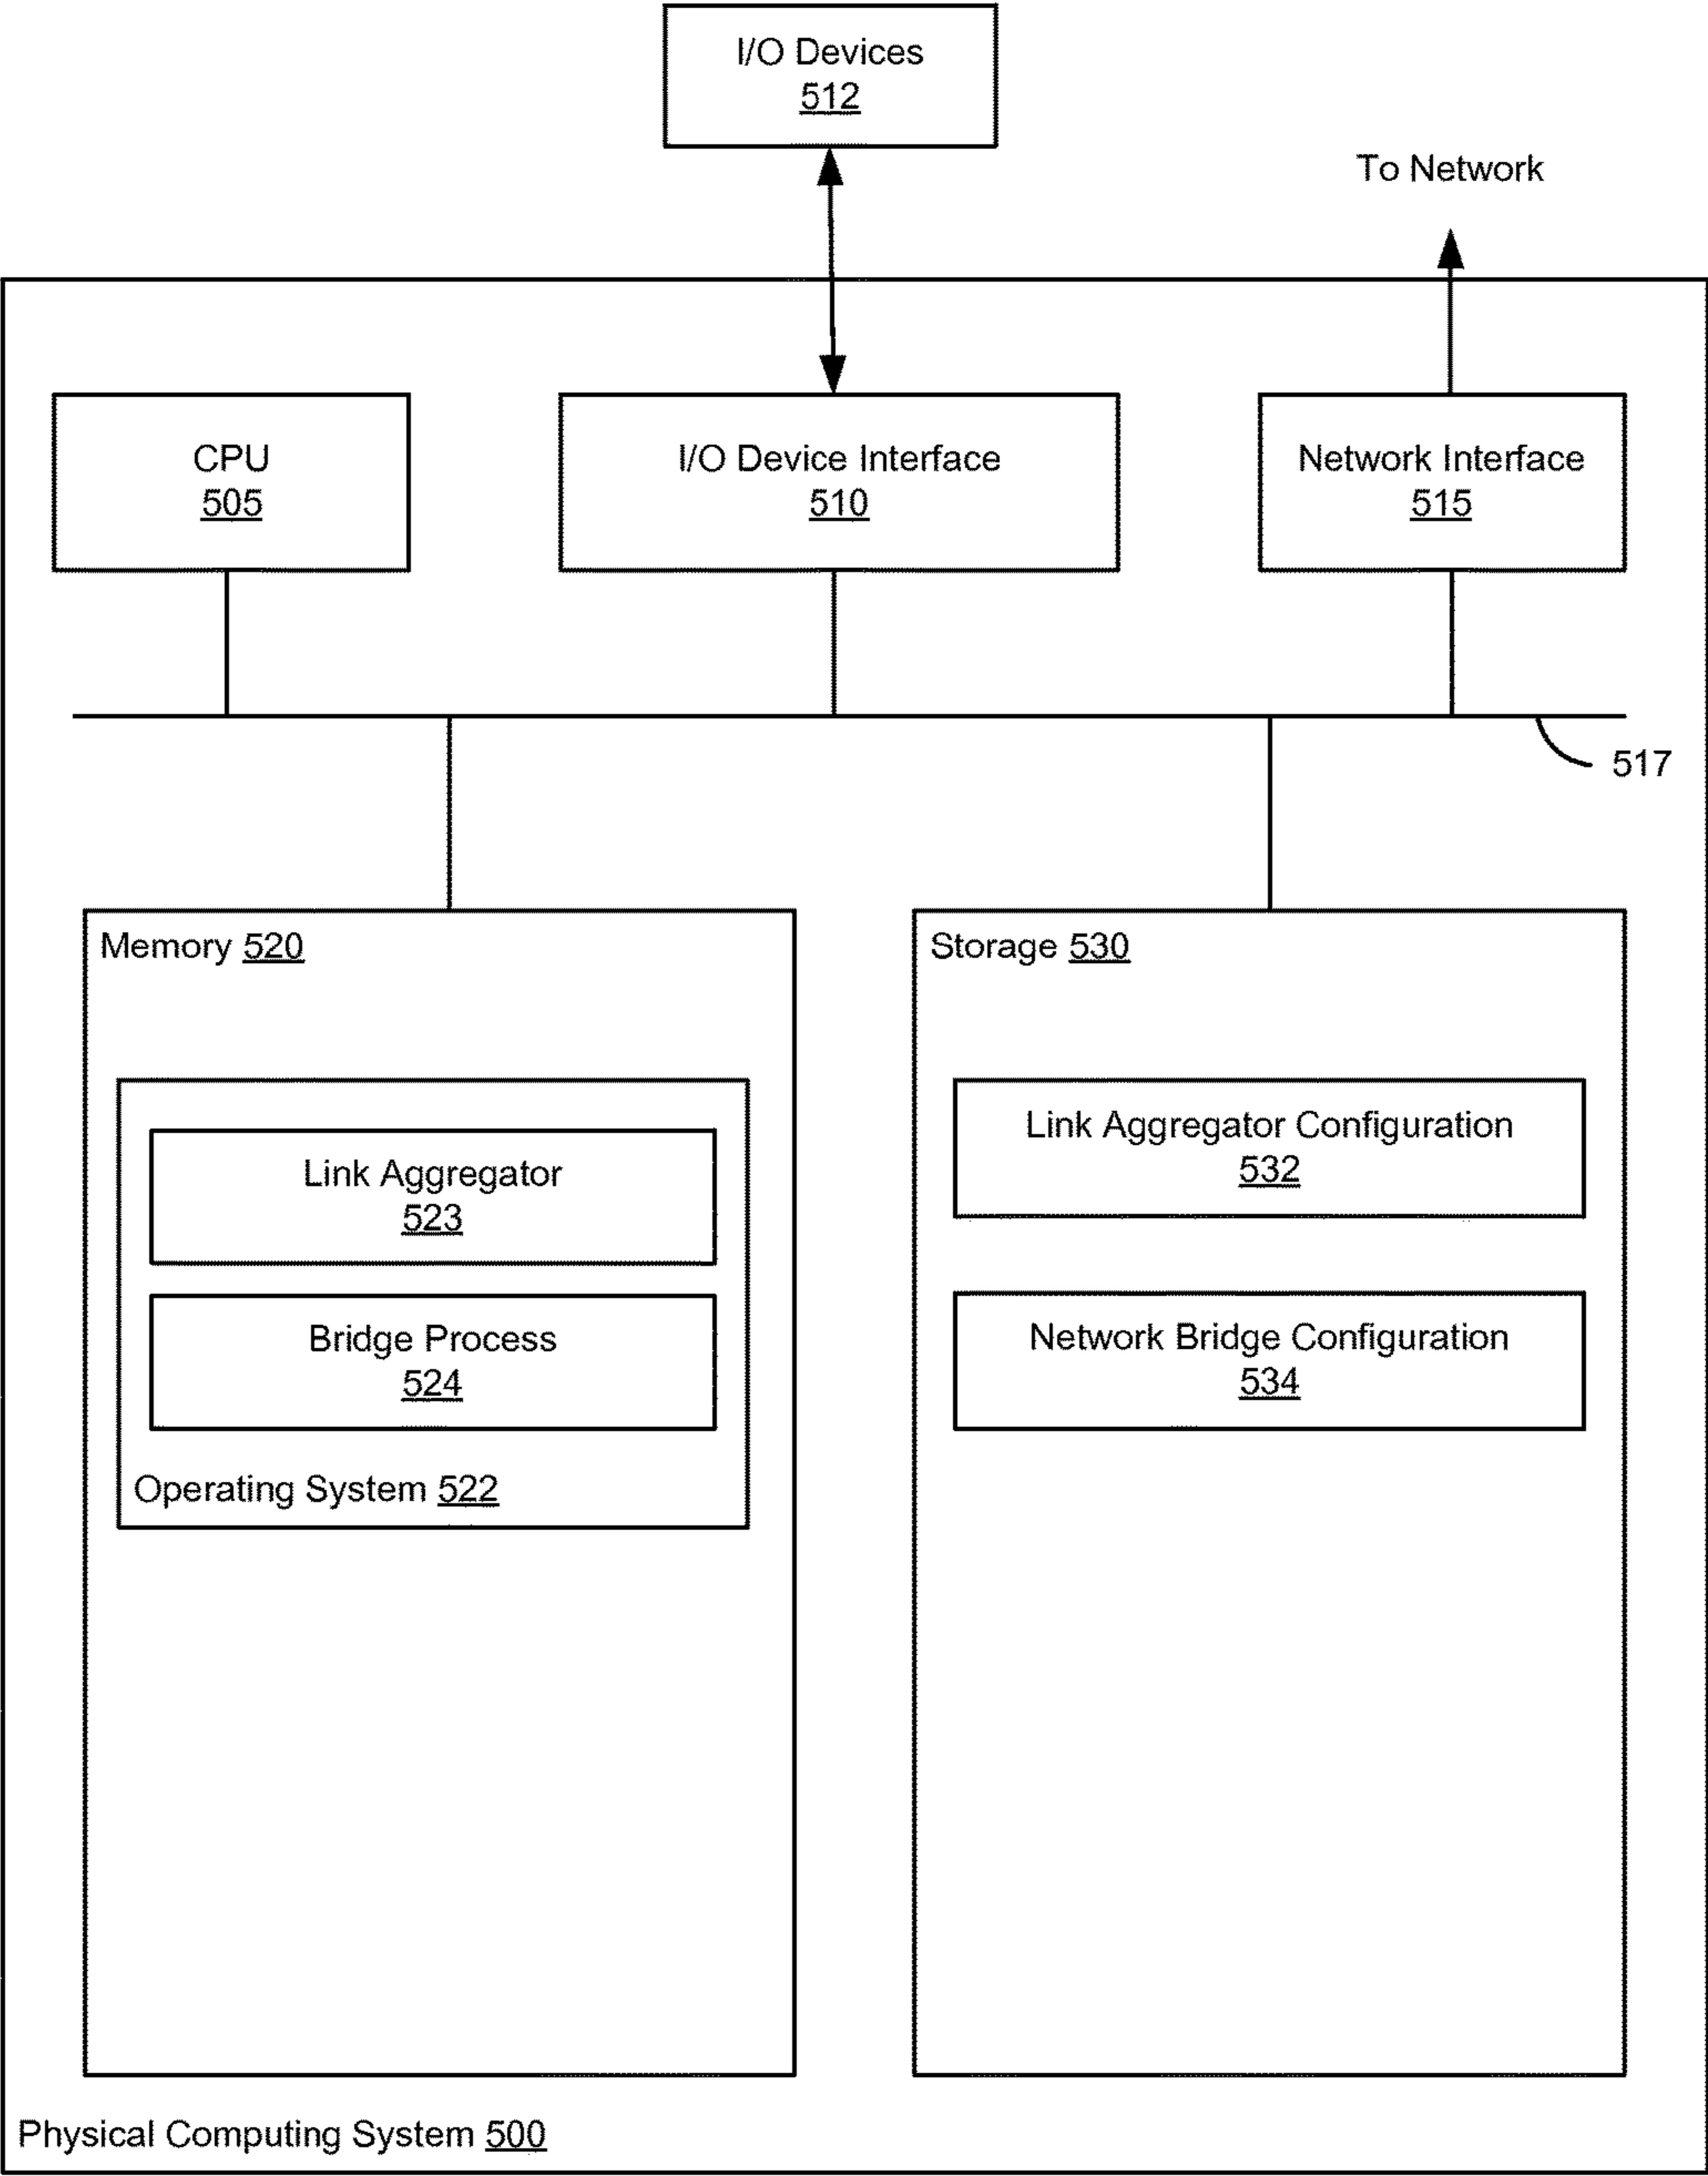 I/O Devices
512
To Network
CPU
505
I/O Device Interface
510
Network Interface
515
517
Memory 520
Storage 530
Link Aggregator
523
Bridge Process
524
Operating System 522
Link Aggregator Configuration
532
Network Bridge Configuration
534
Physical Computing System 500